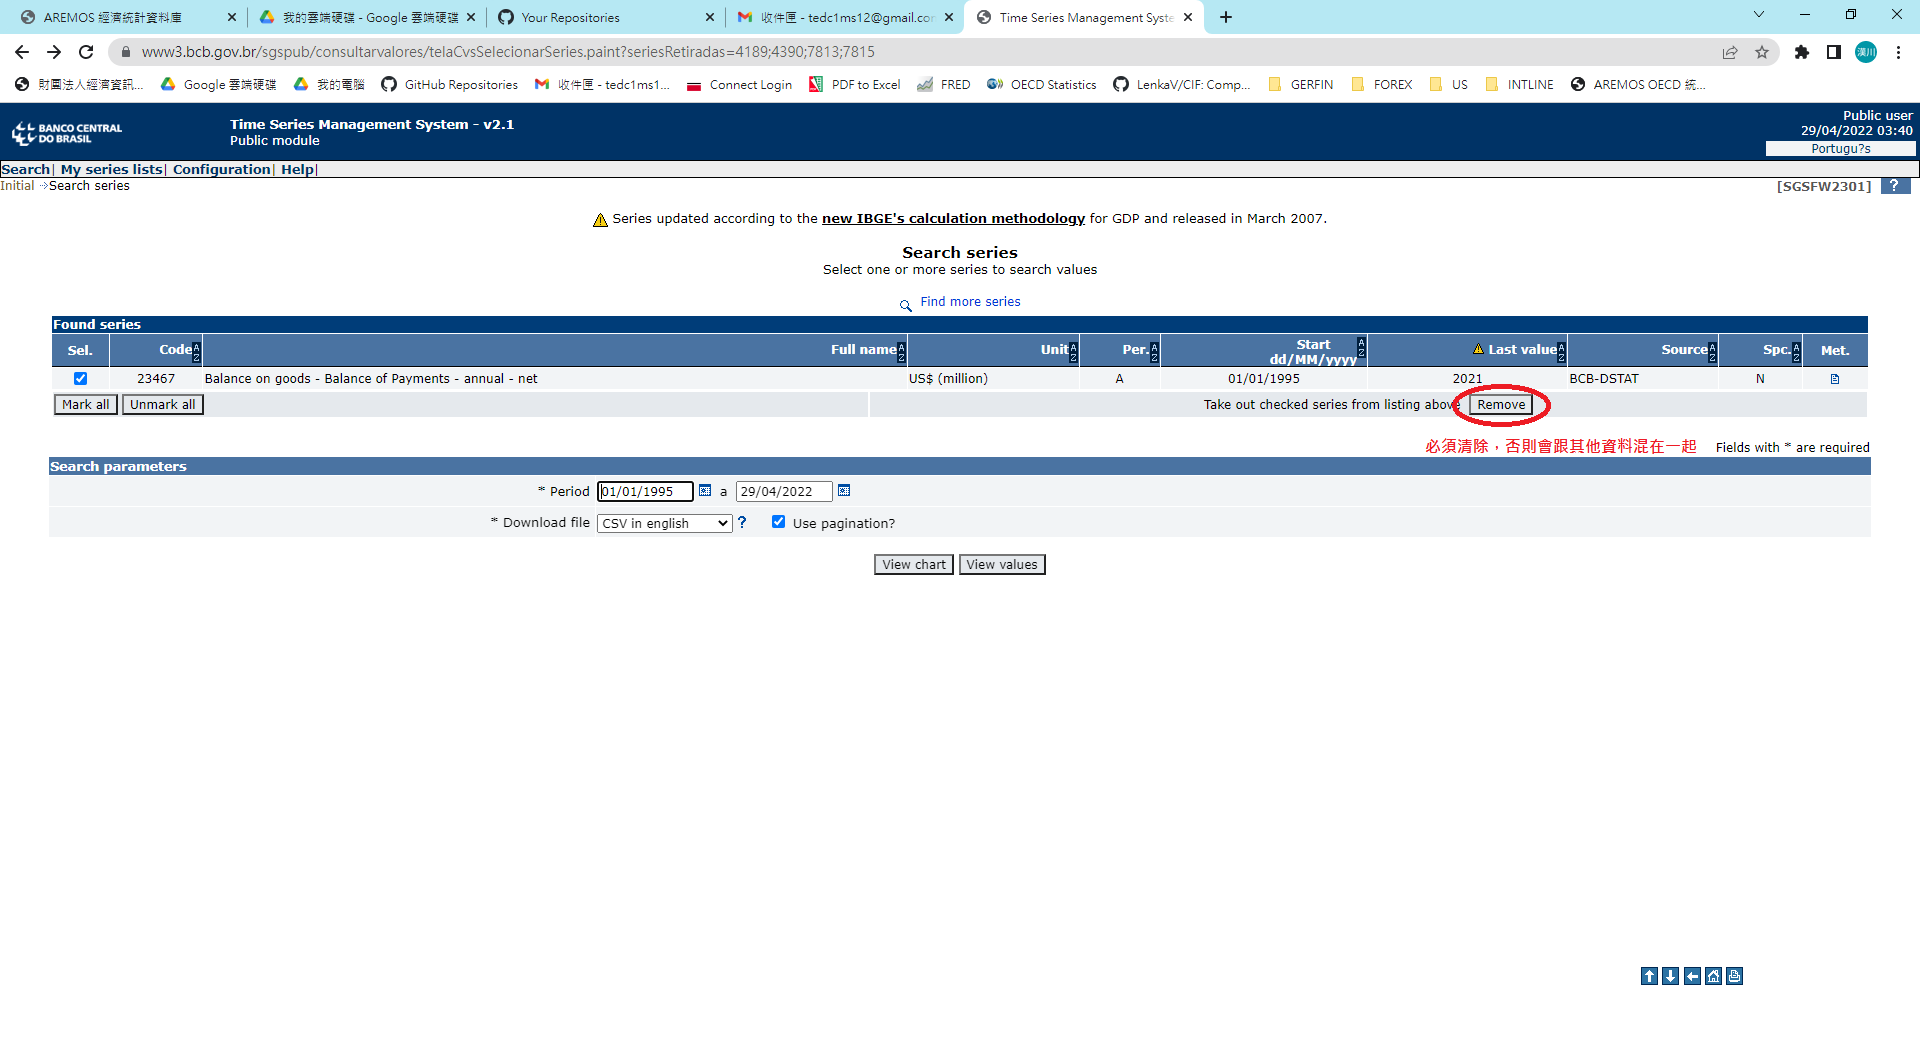 AREMOS 經濟統計資料庫
我的雲端硬碟 - Google 雲端硬碟
Your Repositories
收件匣 - tedc1ms12@gmail.co
Time Series Management Syste
www3.bcb.gov.br/sgspub/consultarvalores/telaCvsSelecionarSeries.paint?seriesRetiradas=4189;4390;7813;7815
漢川
財團法人經濟資訊... Google 雲端硬碟 我的電腦 GitHub Repositories 收件匣 - tedc1ms1... Connect Login PDF to Excel FRED OECD Statistics LenkaV/CIF: Comp... GERFIN FOREX US INTLINE AREMOS OECD 統...
BANCO CENTRAL
DO BRASIL
Time Series Management System - v2.1
Public module
Public user
29/04/2022 03:40
Portugu?s
Search| My series lists| Configuration| Help|
Initial Search series
[SGSFW2301] ?
Series updated according to the new IBGE's calculation methodology for GDP and released in March 2007.
Search series
Select one or more series to search values
Find more series
Found series
Sel. Code Full name Unit Per. Start dd/MM/yyyy Last value Source Spc. Met.
23467 Balance on goods - Balance of Payments - annual - net US$ (million) A 01/01/1995 2021 BCB-DSTAT N
Mark all Unmark all Take out checked series from listing above Remove
必須清除，否則會跟其他資料混在一起 Fields with * are required
Search parameters
* Period 01/01/1995 a 29/04/2022
* Download file CSV in english ? Use pagination?
View chart View values